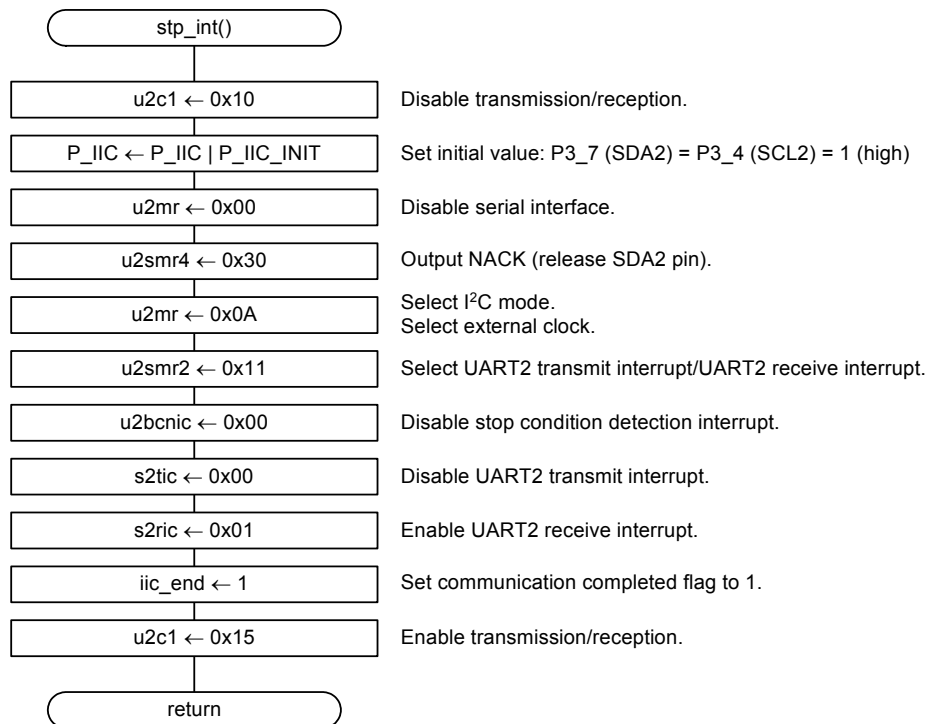 stp_int()
u2c1 ← 0x10
Disable transmission/reception.
P_IIC ← P_IIC | P_IIC_INIT
Set initial value: P3_7 (SDA2) = P3_4 (SCL2) = 1 (high)
u2mr ← 0x00
Disable serial interface.
u2smr4 ← 0x30
Output NACK (release SDA2 pin).
u2mr ← 0x0A
Select I²C mode.
Select external clock.
u2smr2 ← 0x11
Select UART2 transmit interrupt/UART2 receive interrupt.
u2bcnic ← 0x00
Disable stop condition detection interrupt.
s2tic ← 0x00
Disable UART2 transmit interrupt.
s2ric ← 0x01
Enable UART2 receive interrupt.
iic_end ← 1
Set communication completed flag to 1.
u2c1 ← 0x15
Enable transmission/reception.
return